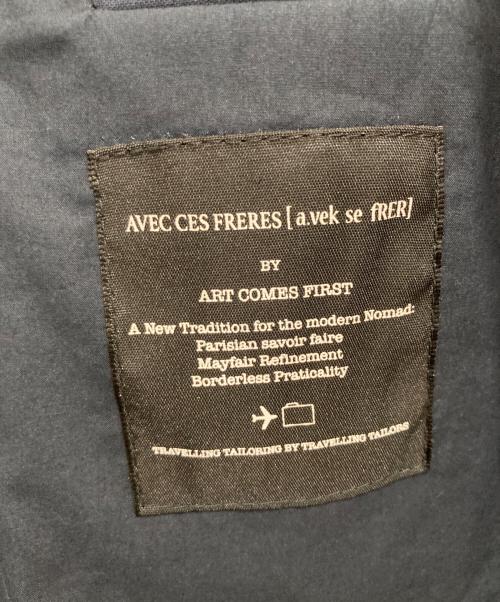 AVEC CES FRERES [a.vek se fRER]
BY
ART COMES FIRST
A New Tradition for the modern Nomad:
Parisian savoir faire
Mayfair Refinement
Borderless Praticality
TRAVELLING TAILORING BY TRAVELLING TAILORS